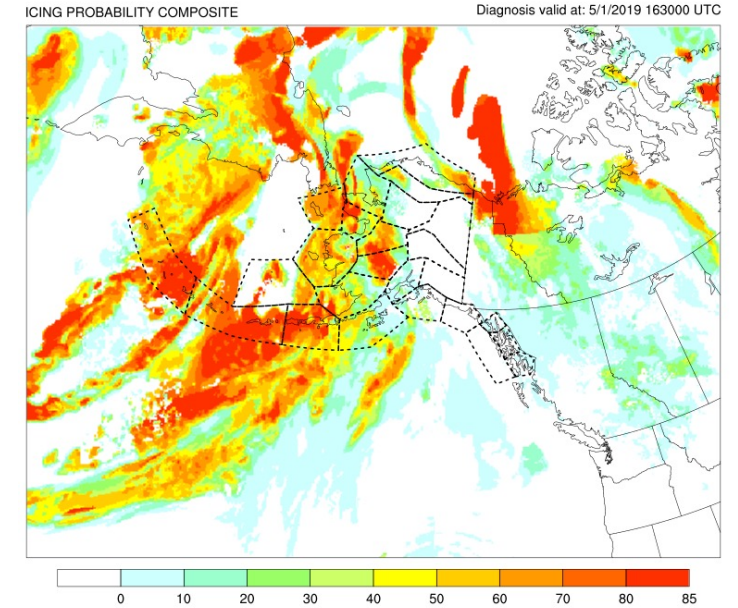 ICING PROBABILITY COMPOSITE
Diagnosis valid at: 5/1/2019 163000 UTC
0 10 20 30 40 50 60 70 80 85